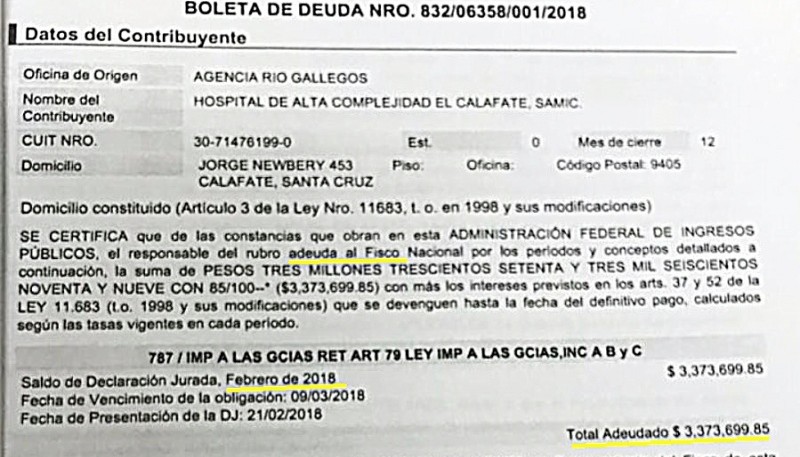 BOLETA DE DEUDA NRO. 832/06358/001/2018
Datos del Contribuyente
Oficina de Origen AGENCIA RIO GALLEGOS
Nombre del Contribuyente HOSPITAL DE ALTA COMPLEJIDAD EL CALAFATE, SAMIC.
CUIT NRO. 30-71476199-0 Est. 0 Mes de cierre 12
Domicilio JORGE NEWBERY 453 Piso: Oficina: Código Postal: 9405
CALAFATE, SANTA CRUZ
Domicilio constituido (Artículo 3 de la Ley Nro. 11683, t. o. en 1998 y sus modificaciones)
SE CERTIFICA que de las constancias que obran en esta ADMINISTRACIÓN FEDERAL DE INGRESOS
PÚBLICOS, el responsable del rubro adeuda al Fisco Nacional por los periodos y conceptos detallados a
continuación, la suma de PESOS TRES MILLONES TRESCIENTOS SETENTA Y TRES MIL SEISCIENTOS
NOVENTA Y NUEVE CON 85/100--* ($3,373,699.85) con más los intereses previstos en los arts. 37 y 52 de la
LEY 11.683 (t.o. 1998 y sus modificaciones) que se devenguen hasta la fecha del definitivo pago, calculados
según las tasas vigentes en cada periodo.
787 / IMP A LAS GCIAS RET ART 79 LEY IMP A LAS GCIAS,INC A B y C
Saldo de Declaración Jurada, Febrero de 2018 $ 3,373,699.85
Fecha de Vencimiento de la obligación: 09/03/2018
Fecha de Presentación de la DJ: 21/02/2018
Total Adeudado $ 3,373,699.85